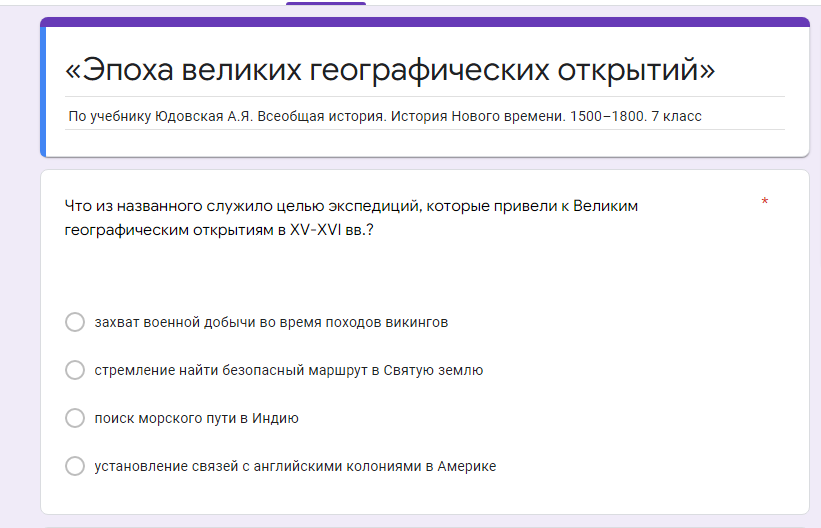 «Эпоха великих географических открытий»
По учебнику Юдовская А.Я. Всеобщая история. История Нового времени. 1500–1800. 7 класс
Что из названного служило целью экспедиций, которые привели к Великим *
географическим открытиям в XV-XVI вв.?
захват военной добычи во время походов викингов
стремление найти безопасный маршрут в Святую землю
поиск морского пути в Индию
установление связей с английскими колониями в Америке